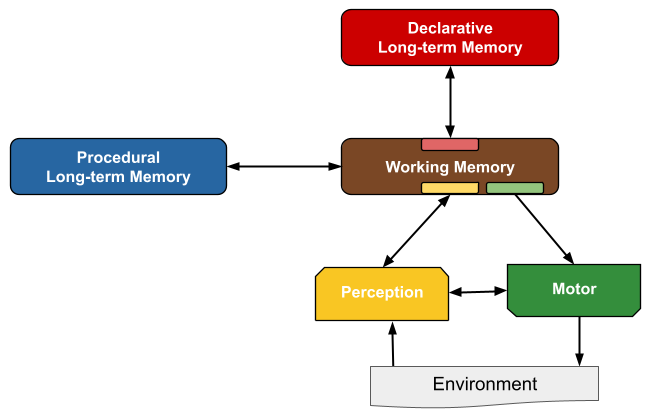 Declarative
Long-term Memory
Procedural
Long-term Memory
Working Memory
Perception
Motor
Environment